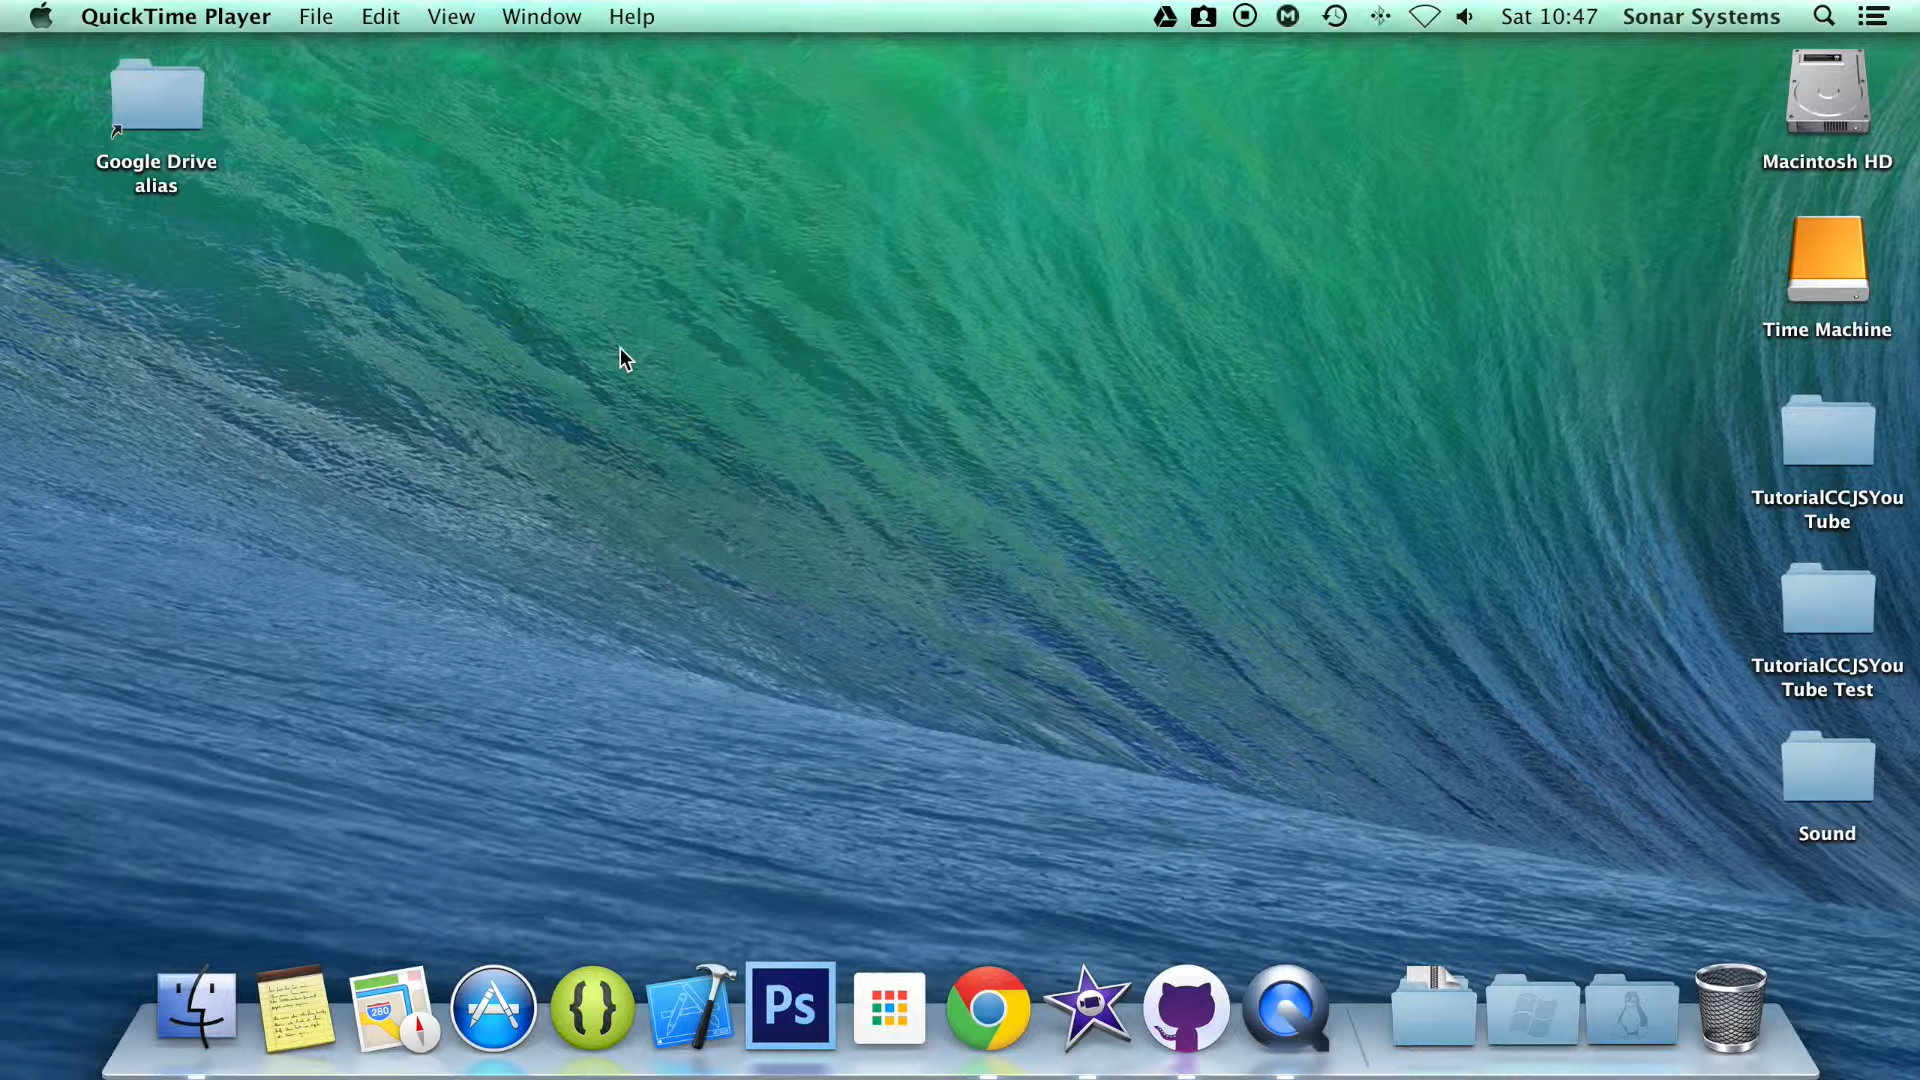 QuickTime Player File Edit View Window Help Sat 10:47 Sonar Systems
Google Drive
alias
Macintosh HD
Time Machine
TutorialCCJSYou
Tube
TutorialCCJSYou
Tube Test
Sound
280
{}
Ps